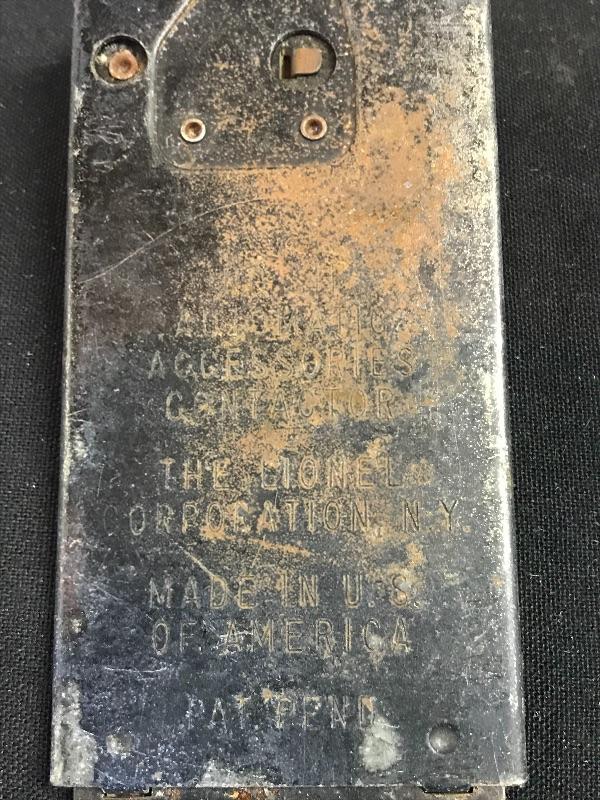 AUTOMATIC
ACCESSORIES
CONTACTOR
THE LIONEL
CORPORATION, N.Y.
MADE IN U.S.
OF AMERICA
PAT. PEND.